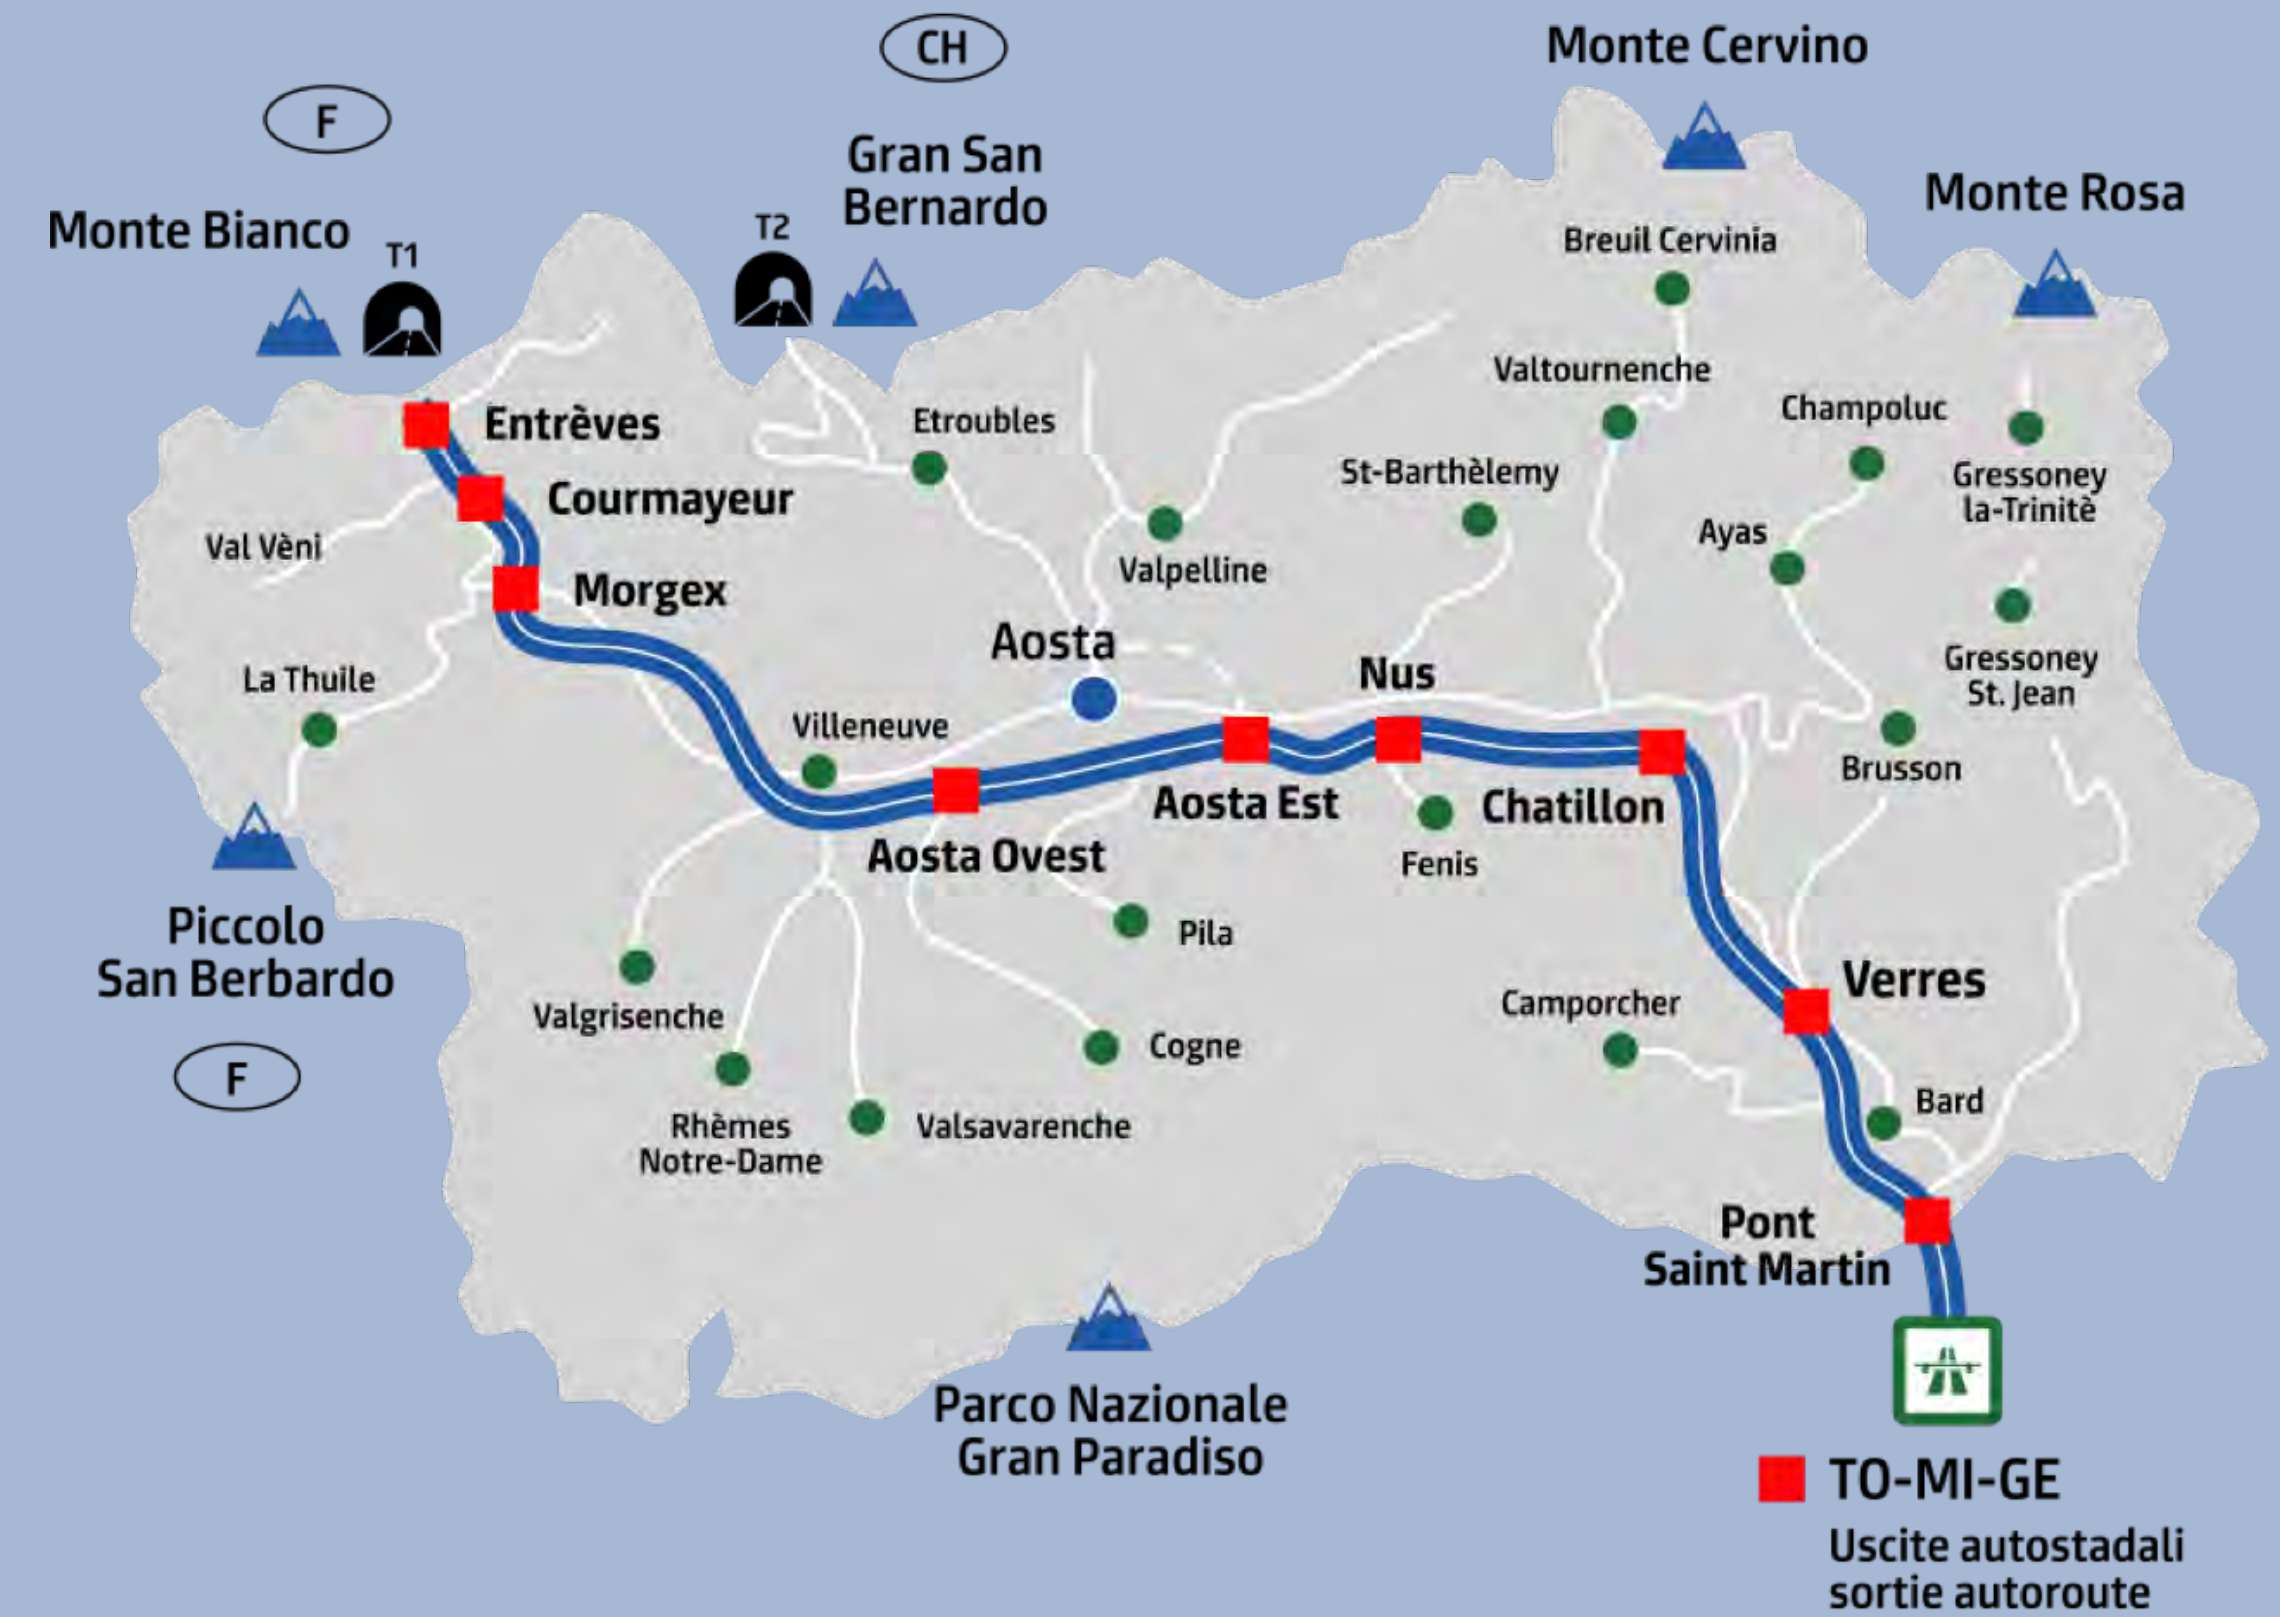 CH
Monte Cervino
F
Gran San
Bernardo
Monte Rosa
Monte Bianco
T1
T2
Breuil Cervinia
Valtournenche
Champoluc
Entrèves
Etroubles
St-Barthèlemy
Gressoney
la-Trinitè
Courmayeur
Val Vèni
Ayas
Valpelline
Morgex
Aosta
Nus
Gressoney
St. Jean
La Thuile
Villeneuve
Brusson
Aosta Est
Chatillon
Aosta Ovest
Fenis
Piccolo
San Berbardo
Pila
Verres
Valgrisenche
Camporcher
Cogne
F
Bard
Rhèmes
Notre-Dame
Valsavarenche
Pont
Saint Martin
Parco Nazionale
Gran Paradiso
TO-MI-GE
Uscite autostadali
sortie autoroute